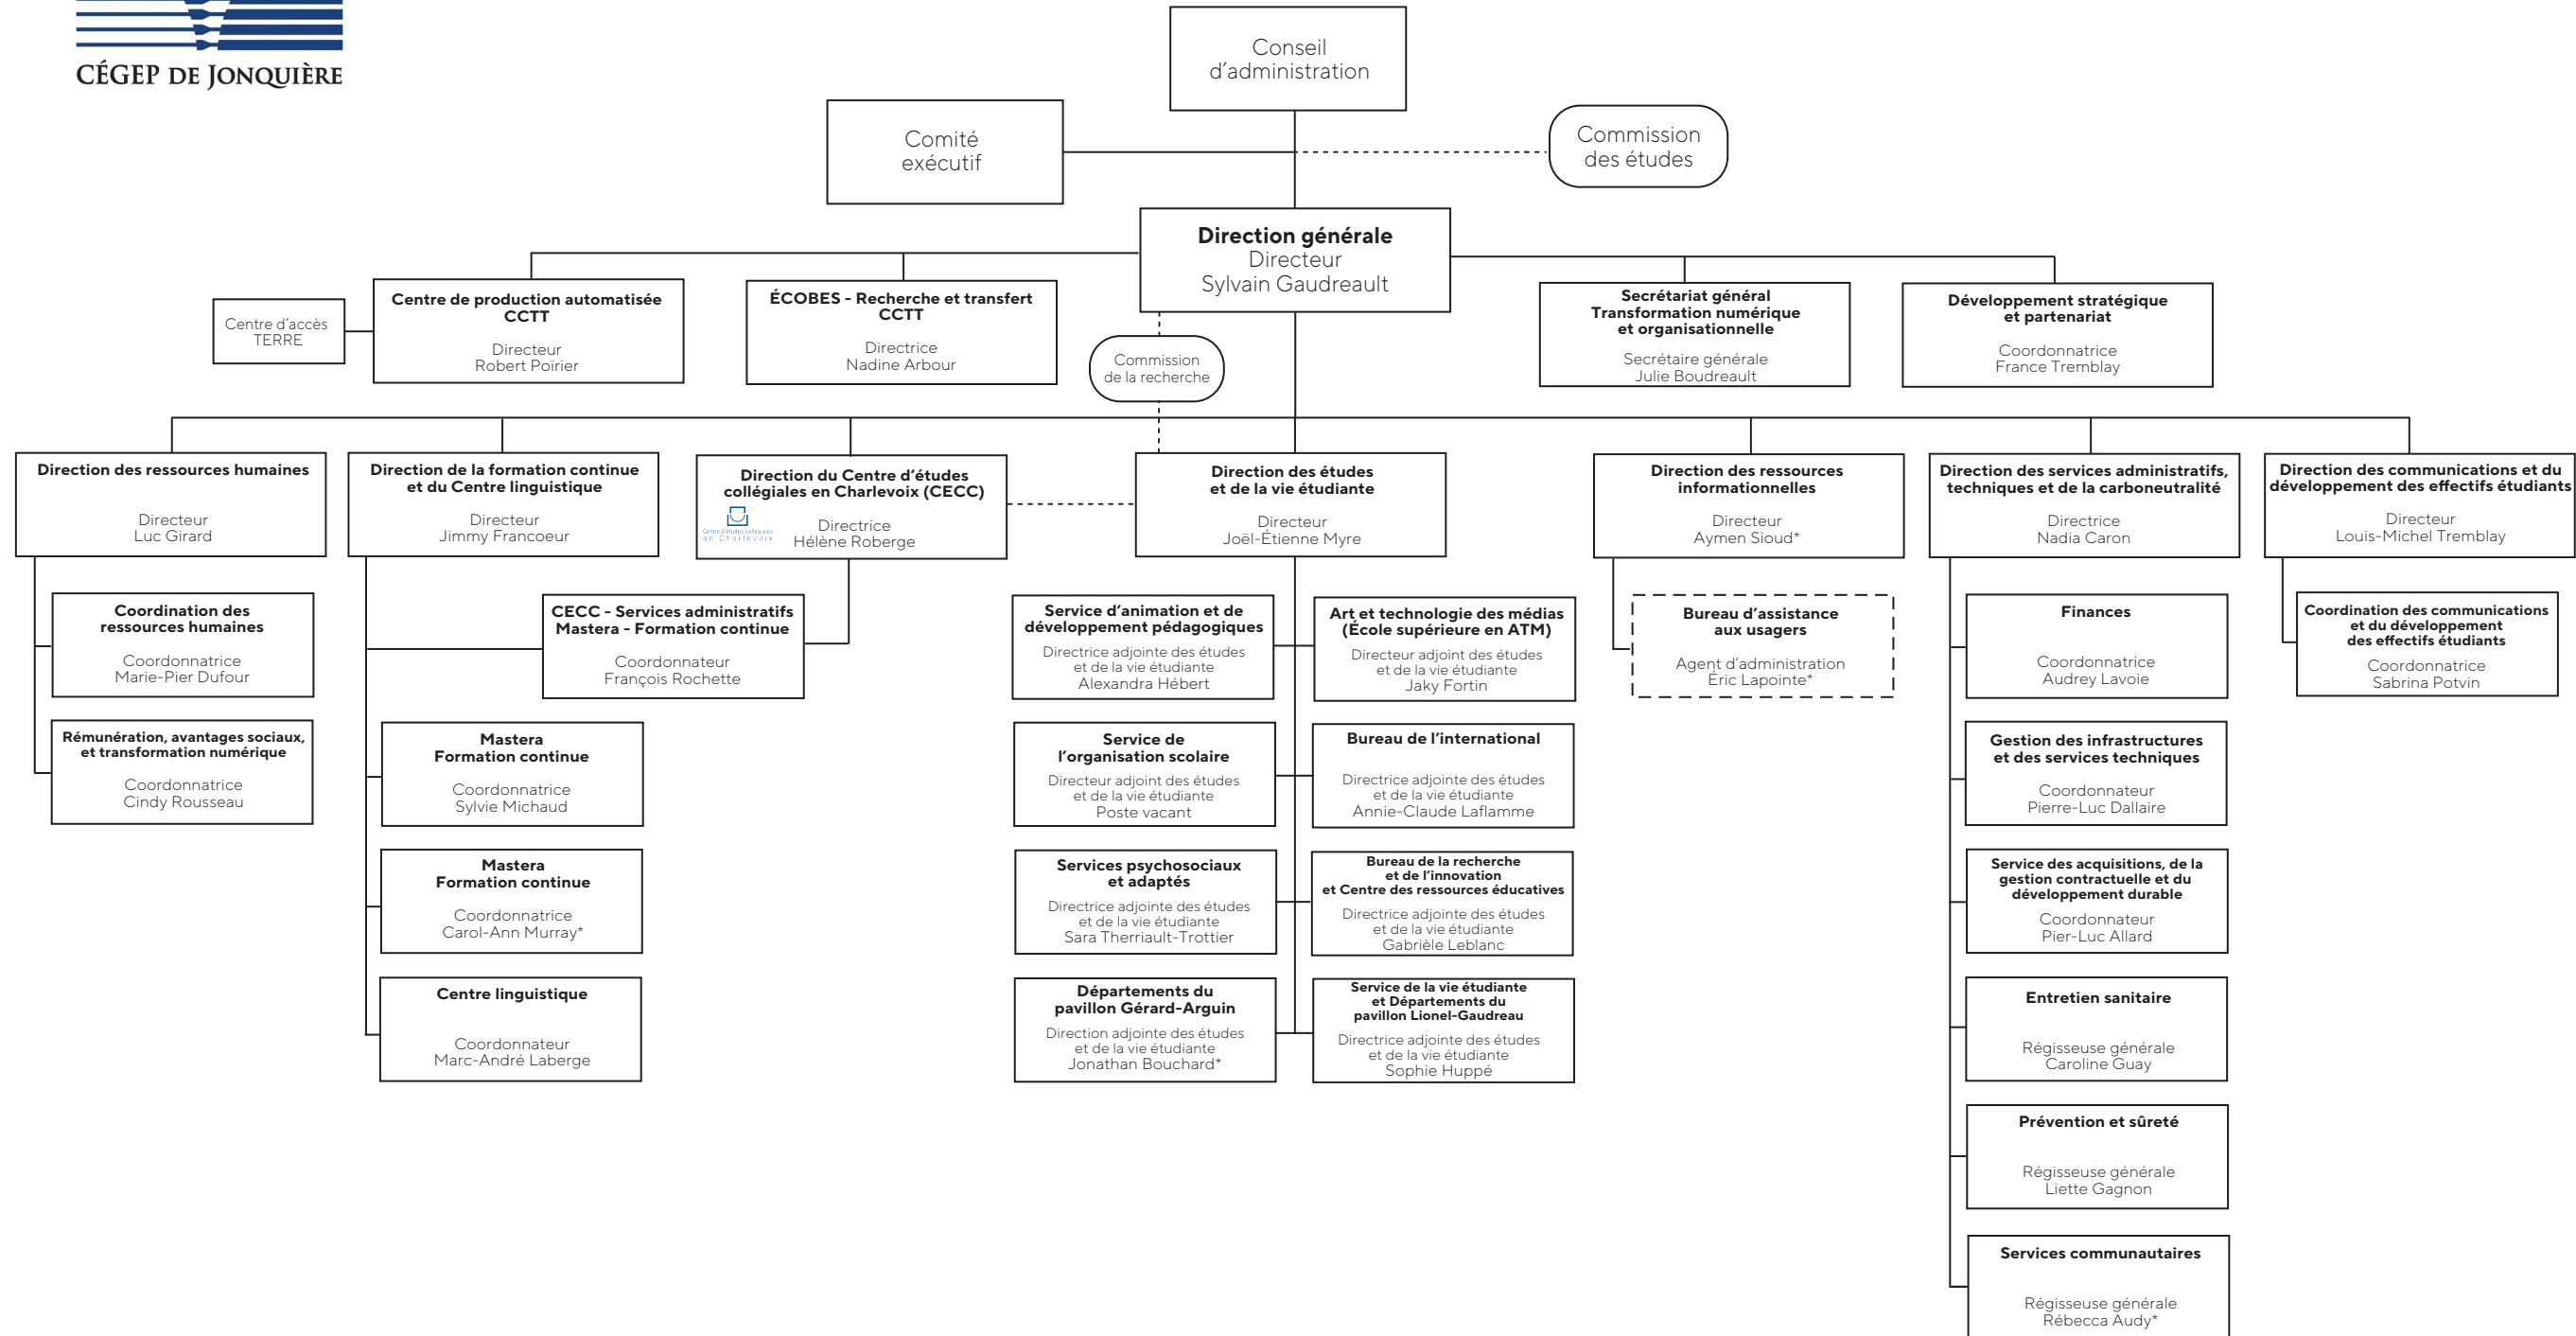 CÉGEP DE JONQUIÈRE
Conseil
d'administration
Comité
exécutif
Commission
des études
Direction générale
Directeur
Sylvain Gaudreault
Centre d'accès
TERRE
Centre de production automatisée
CCTT
Directeur
Robert Poirier
ÉCOBES - Recherche et transfert
CCTT
Directrice
Nadine Arbour
Commission
de la recherche
Secrétariat général
Transformation numérique
et organisationnelle
Secrétaire générale
Julie Boudreault
Développement stratégique
et partenariat
Coordonnatrice
France Tremblay
Direction des ressources humaines
Directeur
Luc Girard
Direction de la formation continue
et du Centre linguistique
Directeur
Jimmy Francoeur
Direction du Centre d'études
collégiales en Charlevoix (CECC)
Centre d'études collégiales
en Charlevoix
Directrice
Hélène Roberge
Direction des études
et de la vie étudiante
Directeur
Joël-Étienne Myre
Direction des ressources
informationnelles
Directeur
Aymen Sioud*
Direction des services administratifs,
techniques et de la carboneutralité
Directrice
Nadia Caron
Direction des communications et du
développement des effectifs étudiants
Directeur
Louis-Michel Tremblay
Coordination des
ressources humaines
Coordonnatrice
Marie-Pier Dufour
Rémunération, avantages sociaux,
et transformation numérique
Coordonnatrice
Cindy Rousseau
CECC - Services administratifs
Mastera - Formation continue
Coordonnateur
François Rochette
Mastera
Formation continue
Coordonnatrice
Sylvie Michaud
Mastera
Formation continue
Coordonnatrice
Carol-Ann Murray*
Centre linguistique
Coordonnateur
Marc-André Laberge
Service d'animation et de
développement pédagogiques
Directrice adjointe des études
et de la vie étudiante
Alexandra Hébert
Art et technologie des médias
(École supérieure en ATM)
Directeur adjoint des études
et de la vie étudiante
Jaky Fortin
Service de
l'organisation scolaire
Directeur adjoint des études
et de la vie étudiante
Poste vacant
Bureau de l'international
Directrice adjointe des études
et de la vie étudiante
Annie-Claude Laflamme
Services psychosociaux
et adaptés
Directrice adjointe des études
et de la vie étudiante
Sara Therriault-Trottier
Bureau de la recherche
et de l'innovation
et Centre des ressources éducatives
Directrice adjointe des études
et de la vie étudiante
Gabrièle Leblanc
Départements du
pavillon Gérard-Arguin
Direction adjointe des études
et de la vie étudiante
Jonathan Bouchard*
Service de la vie étudiante
et Départements du
pavillon Lionel-Gaudreau
Directrice adjointe des études
et de la vie étudiante
Sophie Huppé
Bureau d'assistance
aux usagers
Agent d'administration
Éric Lapointe*
Finances
Coordonnatrice
Audrey Lavoie
Gestion des infrastructures
et des services techniques
Coordonnateur
Pierre-Luc Dallaire
Service des acquisitions, de la
gestion contractuelle et du
développement durable
Coordonnateur
Pier-Luc Allard
Entretien sanitaire
Régisseuse générale
Caroline Guay
Prévention et sûreté
Régisseuse générale
Liette Gagnon
Services communautaires
Régisseuse générale
Rébecca Audy*
Coordination des communications
et du développement
des effectifs étudiants
Coordonnatrice
Sabrina Potvin